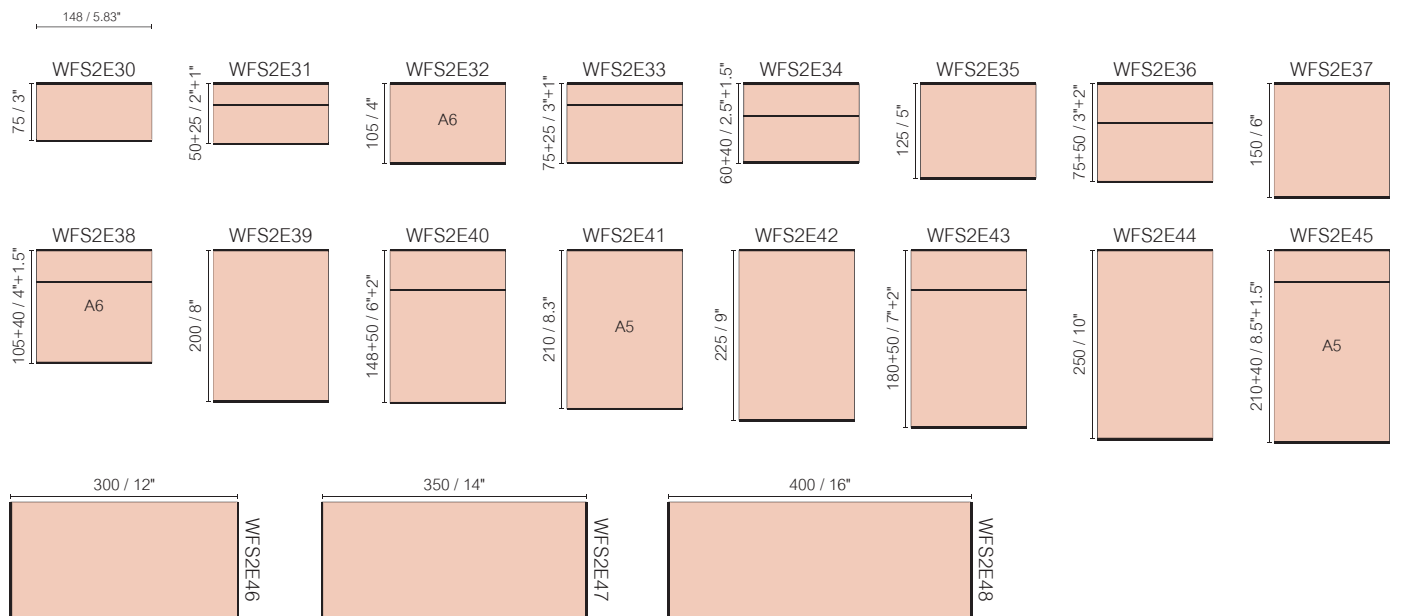 148 / 5.83"
WFS2E30
WFS2E31
WFS2E32
WFS2E33
WFS2E34
WFS2E35
WFS2E36
WFS2E37
75 / 3"
50+25 / 2"+1"
105 / 4"
A6
75+25 / 3"+1"
60+40 / 2.5"+1.5"
125 / 5"
75+50 / 3"+2"
150 / 6"
WFS2E38
WFS2E39
WFS2E40
WFS2E41
WFS2E42
WFS2E43
WFS2E44
WFS2E45
105+40 / 4"+1.5"
A6
200 / 8"
148+50 / 6"+2"
210 / 8.3"
A5
225 / 9"
180+50 / 7"+2"
250 / 10"
210+40 / 8.5"+ 1.5"
A5
300 / 12"
WFS2E46
350 / 14"
WFS2E47
400 / 16"
WFS2E48